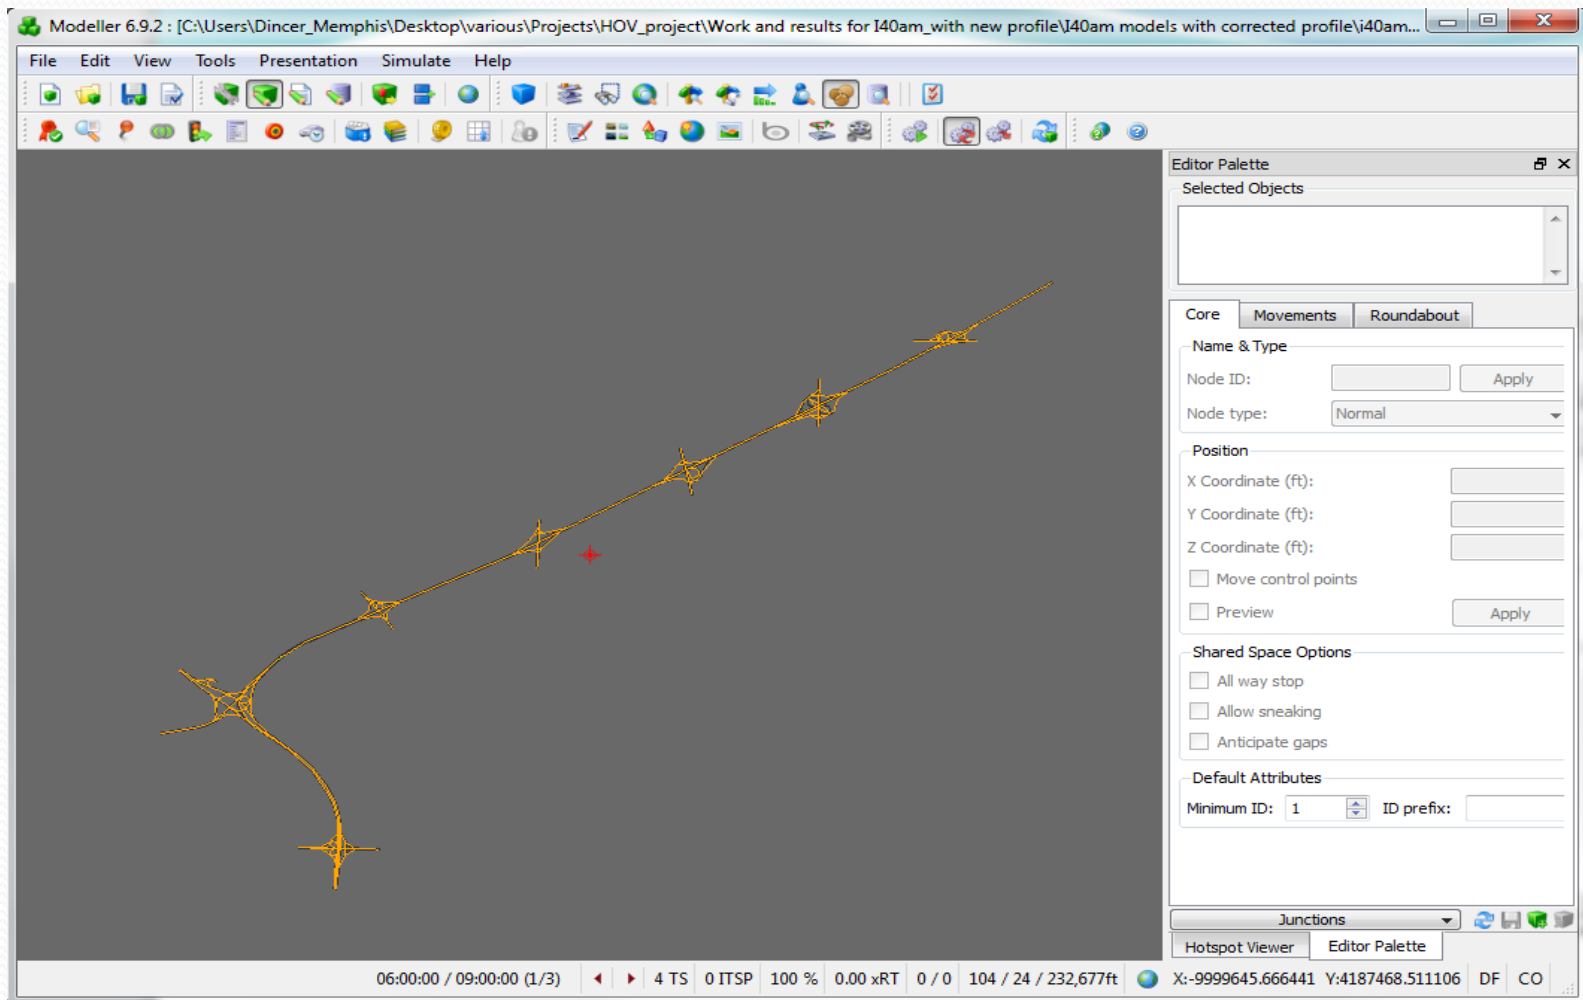 Modeller 6.9.2 : [C:\Users\Dincer_Memphis\Desktop\various\Projects\HOV_project\Work and results for I40am_with new profile\I40am models with corrected profile\i40am...
File Edit View Tools Presentation Simulate Help
Editor Palette
Selected Objects
Core Movements Roundabout
Name & Type
Node ID: Apply
Node type: Normal
Position
X Coordinate (ft):
Y Coordinate (ft):
Z Coordinate (ft):
Move control points
Preview Apply
Shared Space Options
All way stop
Allow sneaking
Anticipate gaps
Default Attributes
Minimum ID: 1 ID prefix:
Junctions
Hotspot Viewer Editor Palette
06:00:00 / 09:00:00 (1/3) 4 TS 0 ITSP 100 % 0.00 xRT 0 / 0 104 / 24 / 232,677ft X:-9999645.666441 Y:4187468.511106 DF CO